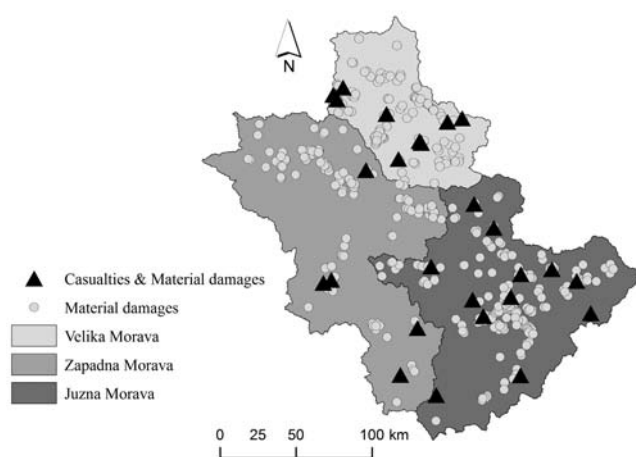 N
Casualties & Material damages
Material damages
Velika Morava
Zapadna Morava
Juzna Morava
0 25 50 100 km